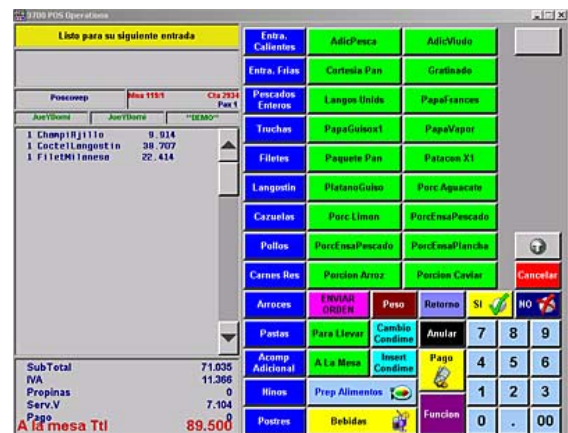 3700 POS Operations
Listo para su siguiente entrada
Poscovep
Mea 119/1
Cta 2934
Pax 1
JueYDomi
JueYDomi
**DEMO**
1 ChampiAjillo 9.914
1 CoctelLangostin 38.707
1 FiletMilanesa 22.414
SubTotal 71.035
IVA 11.366
Propinas 0
Serv.V 7.104
Pago 0
A la mesa Ttl 89.500
Entra. Calientes
AdicPesca
AdicViudo
Entra. Frias
Cortesia Pan
Gratinado
Pescados Enteros
Langos Unids
PapaFrances
Truchas
PapaGuisox1
PapaVapor
Filetes
Paquete Pan
Patacon X1
Langostin
PlatanoGuiso
Porc Aguacate
Cazuelas
Porc Limon
PorcEnsaPescado
Pollos
PorcEnsaPescado
PorcEnsaPlancha
Carnes Res
Porcion Arroz
Porcion Caviar
Cancelar
Arroces
ENVIAR ORDEN
Peso
Retorno
SI
NO
Pastas
Para Llevar
Cambio Condime
Anular
7 8 9
Acomp Adicional
A La Mesa
Insert Condime
Pago
4 5 6
Ninos
Prep Alimentos
1 2 3
Postres
Bebidas
Funcion
0 . 00